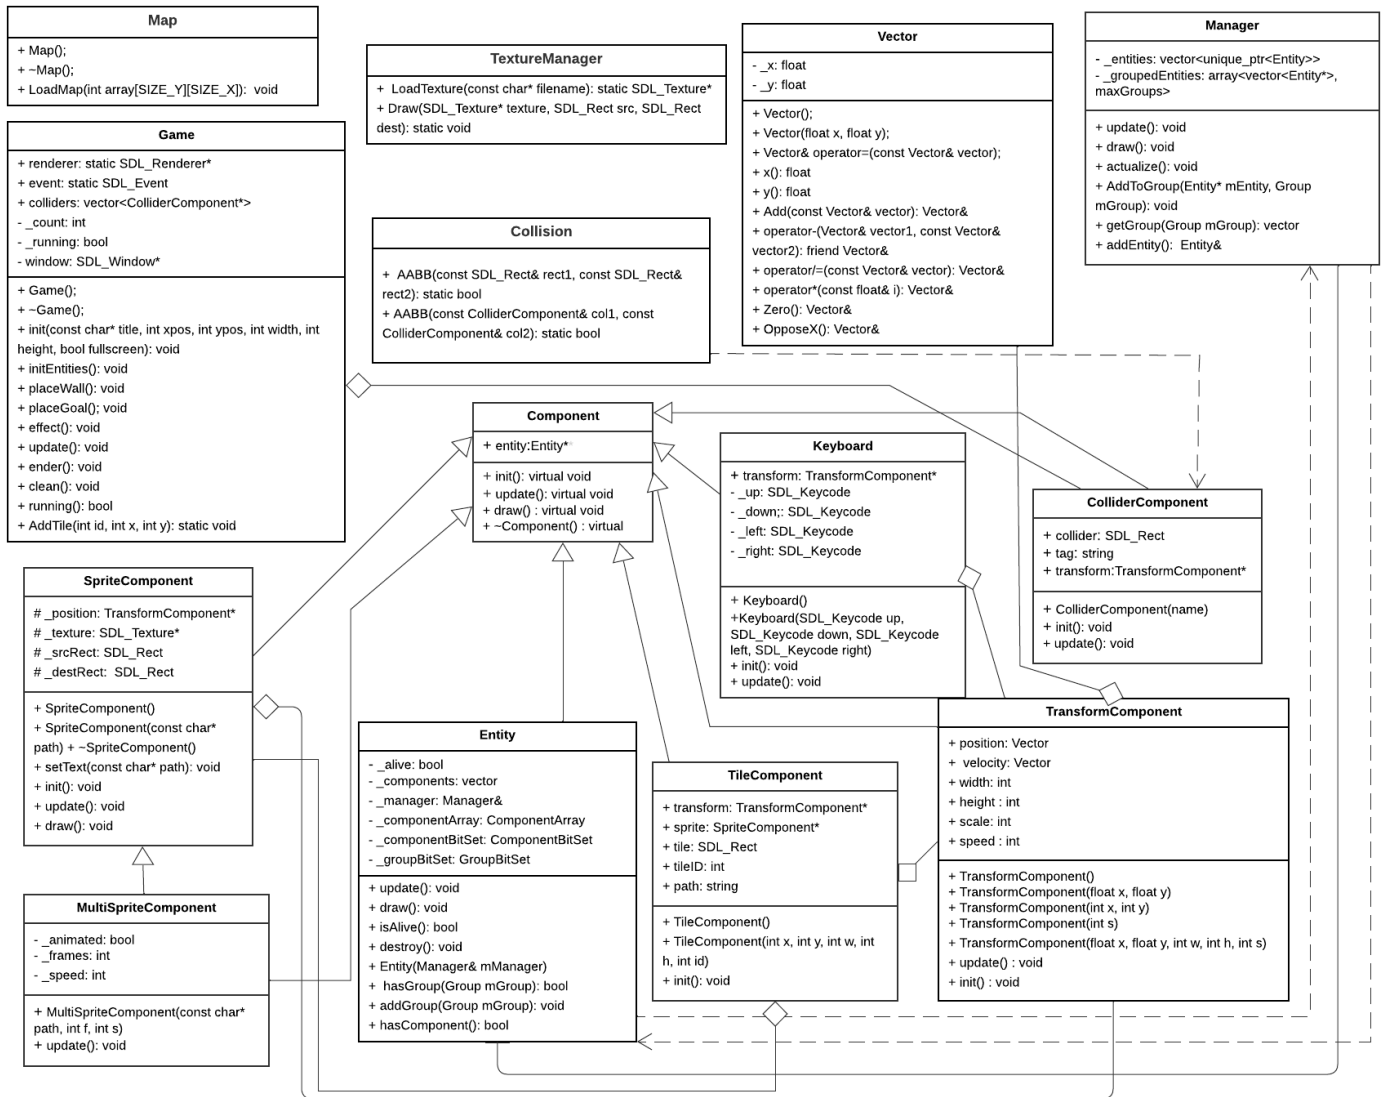 Map
+ Map();
+ ~Map();
+ LoadMap(int array[SIZE_Y][SIZE_X]):  void
TextureManager
+  LoadTexture(const char* filename): static SDL_Texture*
+ Draw(SDL_Texture* texture, SDL_Rect src, SDL_Rect
dest): static void
Vector
- _x: float
- _y: float
+ Vector();
+ Vector(float x, float y);
+ Vector& operator=(const Vector& vector);
+ x(): float
+ y(): float
+ Add(const Vector& vector): Vector&
+ operator-(Vector& vector1, const Vector&
vector2): friend Vector&
+ operator/=(const Vector& vector): Vector&
+ operator*(const float& i): Vector&
+ Zero(): Vector&
+ OpposeX(): Vector&
Manager
- _entities: vector<unique_ptr<Entity>>
- _groupedEntities: array<vector<Entity*>,
maxGroups>
+ update(): void
+ draw(): void
+ actualize(): void
+ AddToGroup(Entity* mEntity, Group
mGroup): void
+ getGroup(Group mGroup): vector
+ addEntity():  Entity&
Game
+ renderer: static SDL_Renderer*
+ event: static SDL_Event
+ colliders: vector<ColliderComponent*>
- _count: int
- _running: bool
- window: SDL_Window*
+ Game();
+ ~Game();
+ init(const char* title, int xpos, int ypos, int width, int
height, bool fullscreen): void
+ initEntities(): void
+ placeWall(): void
+ placeGoal(); void
+ effect(): void
+ update(): void
+ ender(): void
+ clean(): void
+ running(): bool
+ AddTile(int id, int x, int y): static void
Collision
+  AABB(const SDL_Rect& rect1, const SDL_Rect&
rect2): static bool
+ AABB(const ColliderComponent& col1, const
ColliderComponent& col2): static bool
Component
+ entity:Entity*
+ init(): virtual void
+ update(): virtual void
+ draw() : virtual void
+ ~Component() : virtual
Keyboard
+ transform: TransformComponent*
- _up: SDL_Keycode
- _down;: SDL_Keycode
- _left: SDL_Keycode
- _right: SDL_Keycode
+ Keyboard()
+Keyboard(SDL_Keycode up,
SDL_Keycode down, SDL_Keycode
left, SDL_Keycode right)
+ init(): void
+ update(): void
ColliderComponent
+ collider: SDL_Rect
+ tag: string
+ transform:TransformComponent*
+ ColliderComponent(name)
+ init(): void
+ update(): void
SpriteComponent
# _position: TransformComponent*
# _texture: SDL_Texture*
# _srcRect: SDL_Rect
# _destRect:  SDL_Rect
+ SpriteComponent()
+ SpriteComponent(const char*
path) + ~SpriteComponent()
+ setText(const char* path): void
+ init(): void
+ update(): void
+ draw(): void
MultiSpriteComponent
- _animated: bool
- _frames: int
- _speed: int
+ MultiSpriteComponent(const char*
path, int f, int s)
+ update(): void
Entity
- _alive: bool
- _components: vector
- _manager: Manager&
- _componentArray: ComponentArray
- _componentBitSet: ComponentBitSet
- _groupBitSet: GroupBitSet
+ update(): void
+ draw(): void
+ isAlive(): bool
+ destroy(): void
+ Entity(Manager& mManager)
+  hasGroup(Group mGroup): bool
+ addGroup(Group mGroup): void
+ hasComponent(): bool
TileComponent
+ transform: TransformComponent*
+ sprite: SpriteComponent*
+ tile: SDL_Rect
+ tileID: int
+ path: string
+ TileComponent()
+ TileComponent(int x, int y, int w, int
h, int id)
+ init(): void
TransformComponent
+ position: Vector
+  velocity: Vector
+ width: int
+ height : int
+ scale: int
+ speed : int
+ TransformComponent()
+ TransformComponent(float x, float y)
+ TransformComponent(int x, int y)
+ TransformComponent(int s)
+ TransformComponent(float x, float y, int w, int h, int s)
+ update() : void
+ init() : void